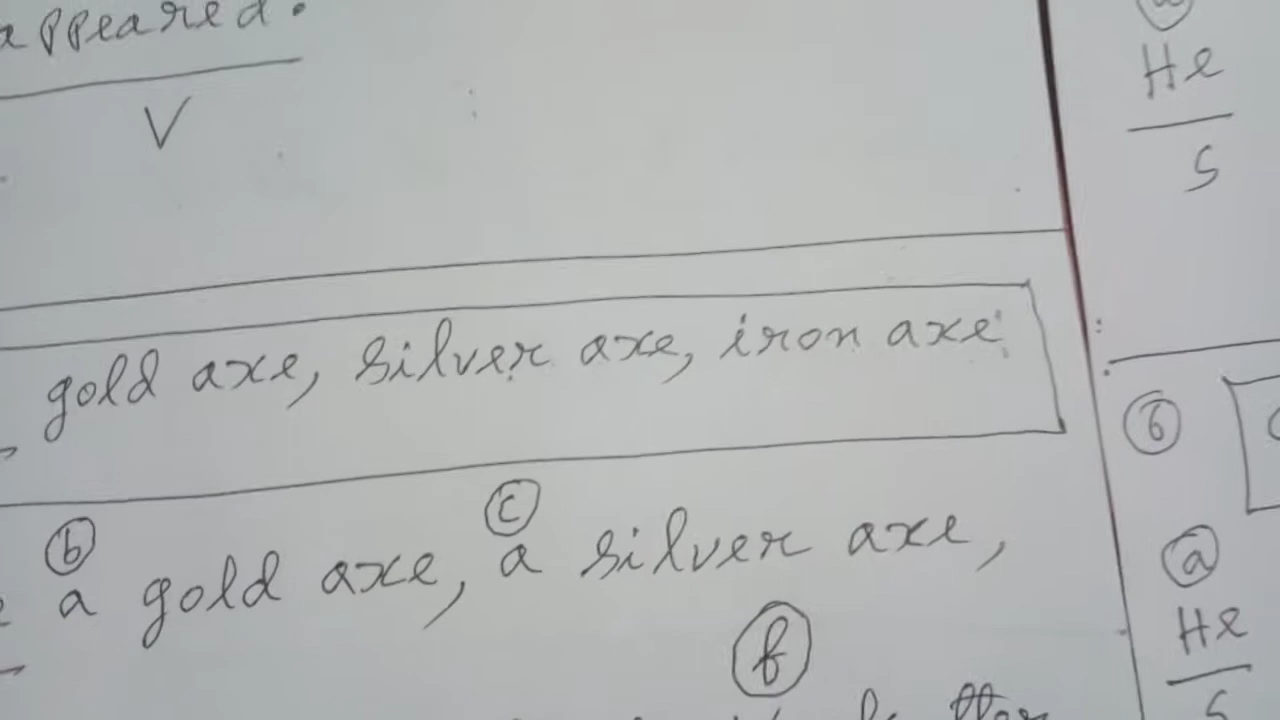 appeared.
V
gold axe, silver axe, iron axe
(b) (c)
a gold axe, a silver axe,
(f)
He
S
(6)
(a)
He
S